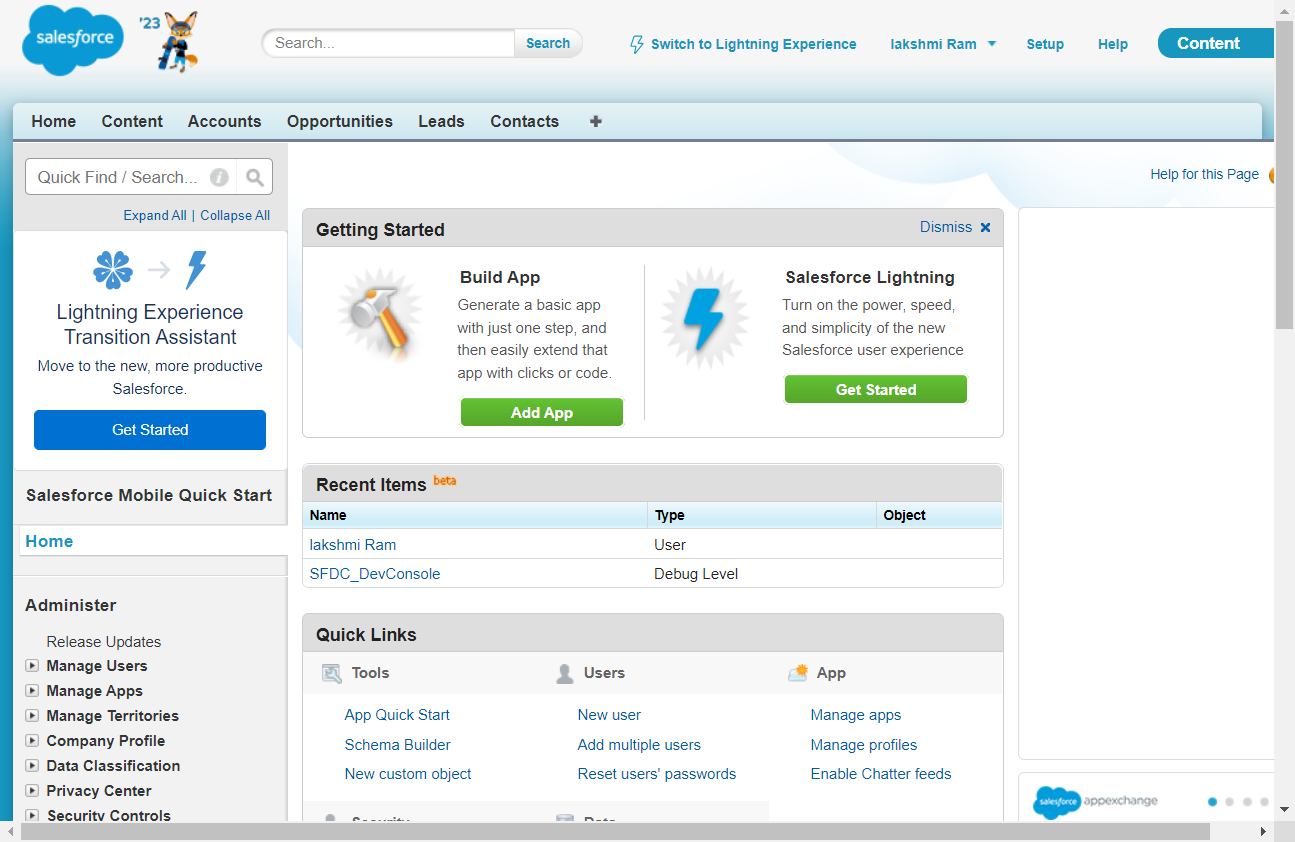 salesforce
'23
Search...
Search
Switch to Lightning Experience
lakshmi Ram
Setup
Help
Content
Home
Content
Accounts
Opportunities
Leads
Contacts
+
Quick Find / Search...
Expand All | Collapse All
Lightning Experience
Transition Assistant
Move to the new, more productive
Salesforce.
Get Started
Salesforce Mobile Quick Start
Home
Administer
Release Updates
Manage Users
Manage Apps
Manage Territories
Company Profile
Data Classification
Privacy Center
Security Controls
Help for this Page
Getting Started
Dismiss
Build App
Generate a basic app
with just one step, and
then easily extend that
app with clicks or code.
Add App
Salesforce Lightning
Turn on the power, speed,
and simplicity of the new
Salesforce user experience
Get Started
Recent Items beta
Name Type Object
lakshmi Ram User
SFDC_DevConsole Debug Level
Quick Links
Tools
App Quick Start
Schema Builder
New custom object
Users
New user
Add multiple users
Reset users' passwords
App
Manage apps
Manage profiles
Enable Chatter feeds
Security
Data
salesforce appexchange